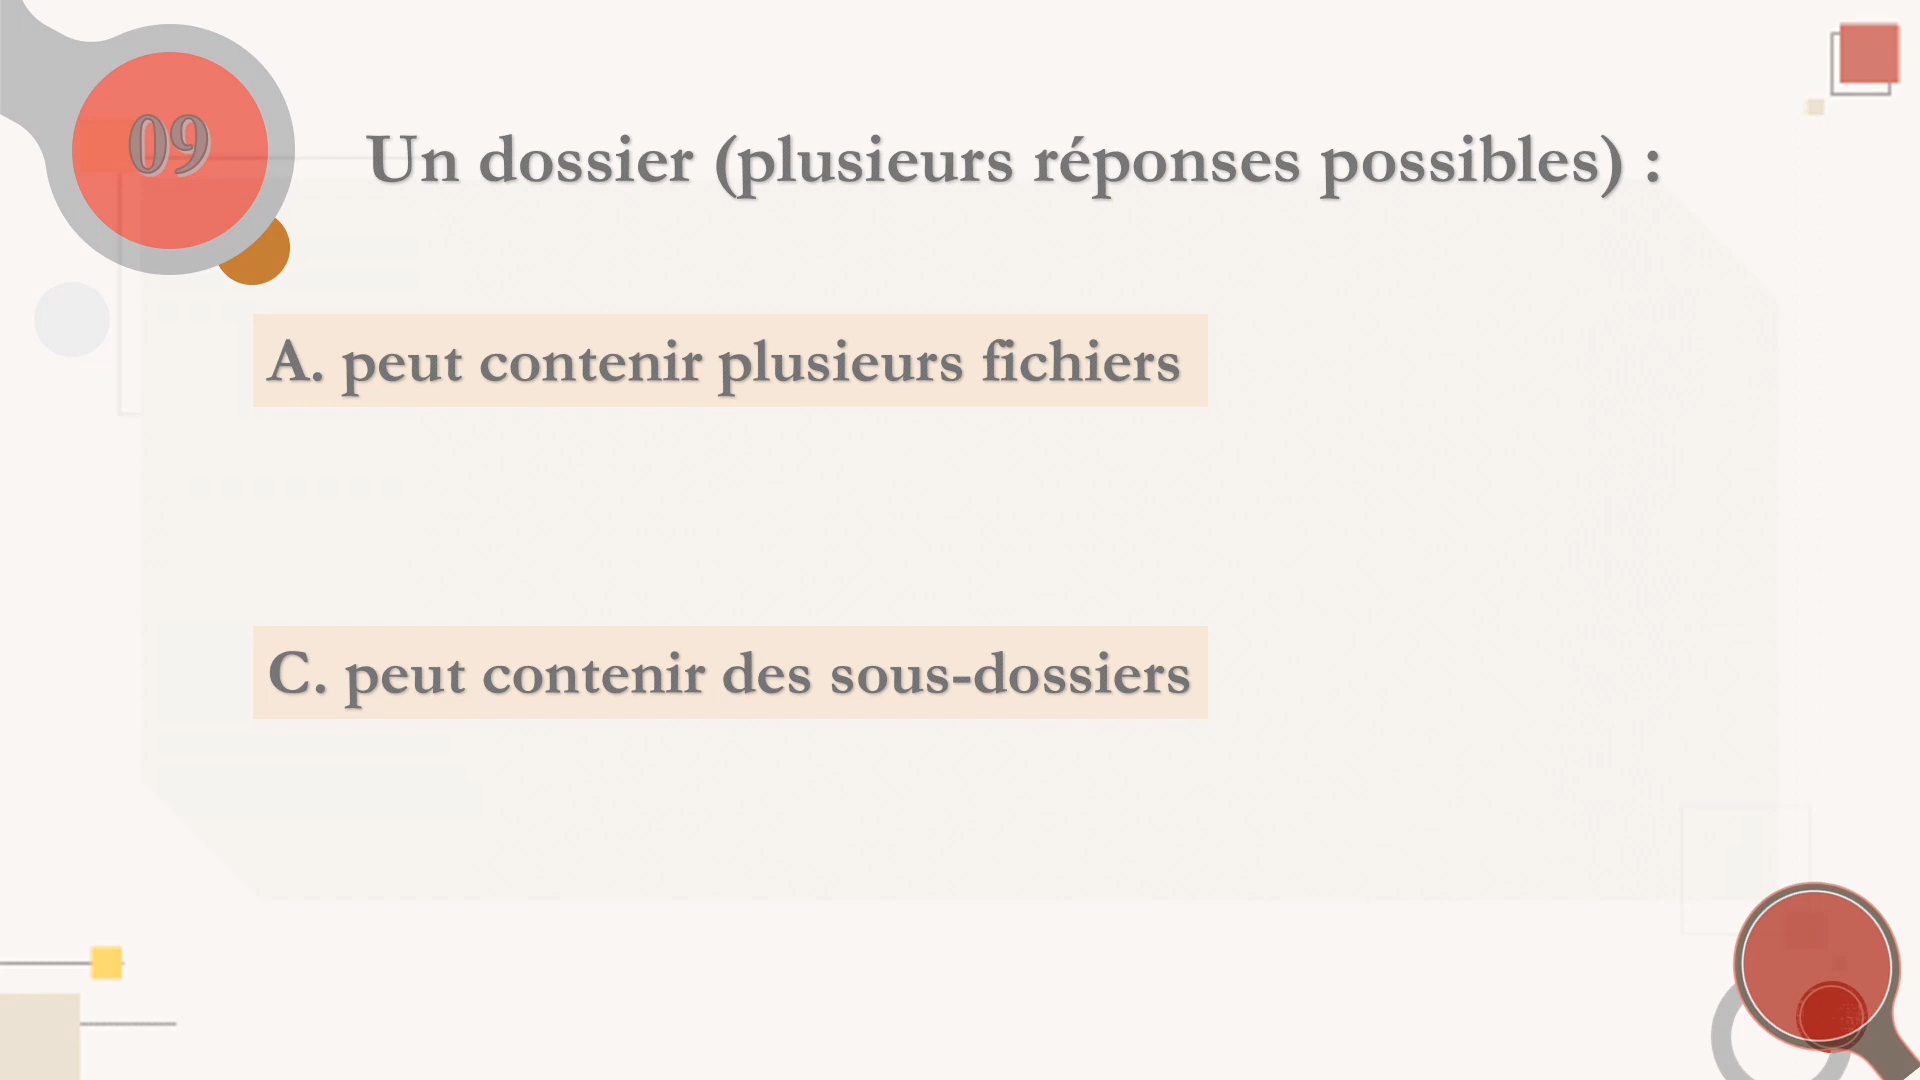 09
Un dossier (plusieurs réponses possibles) :
A. peut contenir plusieurs fichiers
C. peut contenir des sous-dossiers